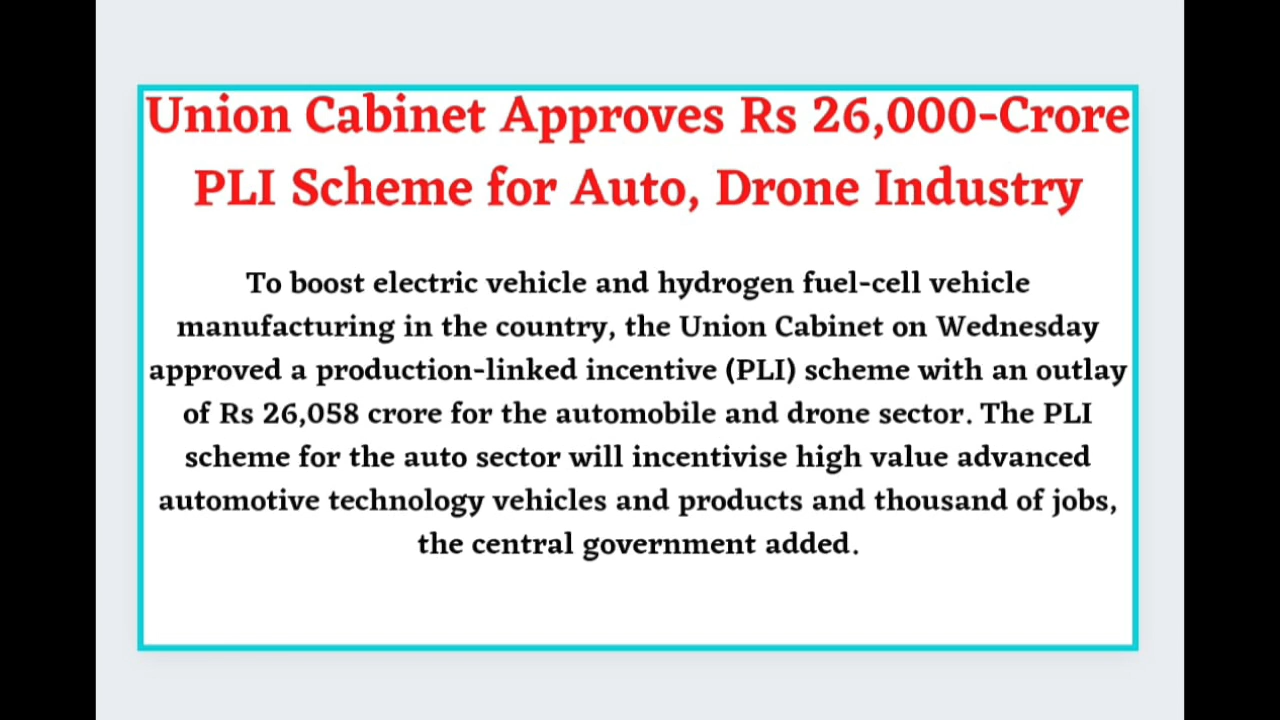 Union Cabinet Approves Rs 26,000-Crore
PLI Scheme for Auto, Drone Industry
To boost electric vehicle and hydrogen fuel-cell vehicle
manufacturing in the country, the Union Cabinet on Wednesday
approved a production-linked incentive (PLI) scheme with an outlay
of Rs 26,058 crore for the automobile and drone sector. The PLI
scheme for the auto sector will incentivise high value advanced
automotive technology vehicles and products and thousand of jobs,
the central government added.